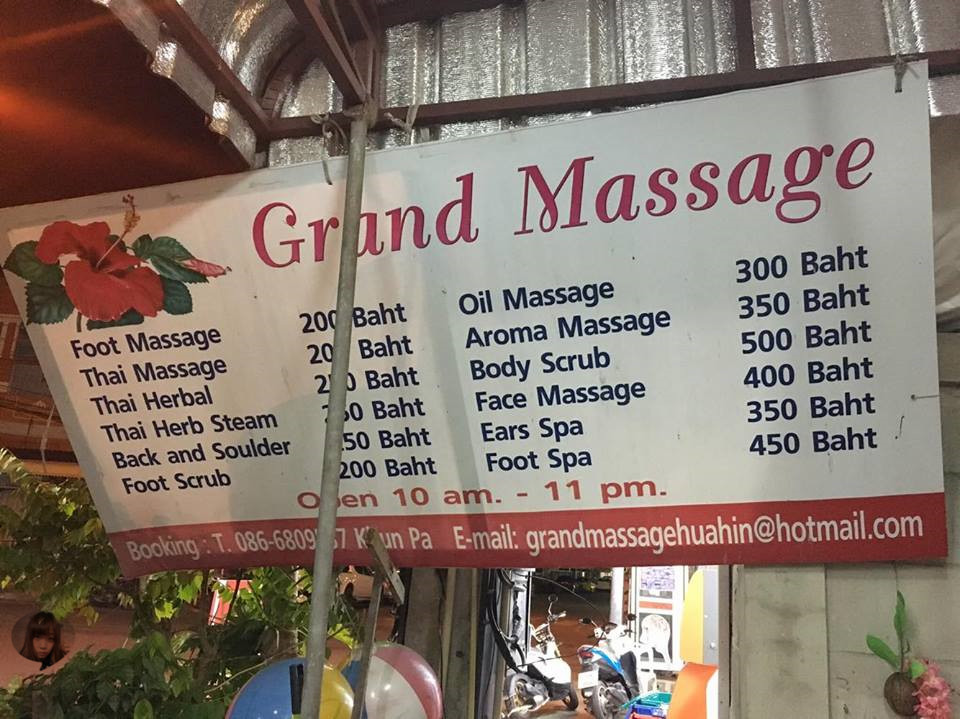 Grand Massage
Foot Massage 200 Baht
Thai Massage Baht
Thai Herbal Baht
Thai Herb Steam Baht
Back and Soulder Baht
Foot Scrub 200 Baht
Oil Massage 300 Baht
Aroma Massage 350 Baht
Body Scrub 500 Baht
Face Massage 400 Baht
Ears Spa 350 Baht
Foot Spa 450 Baht
Open 10 am. - 11 pm.
Booking : T. Khun Pa E-mail: grandmassagehuahin@hotmail.com